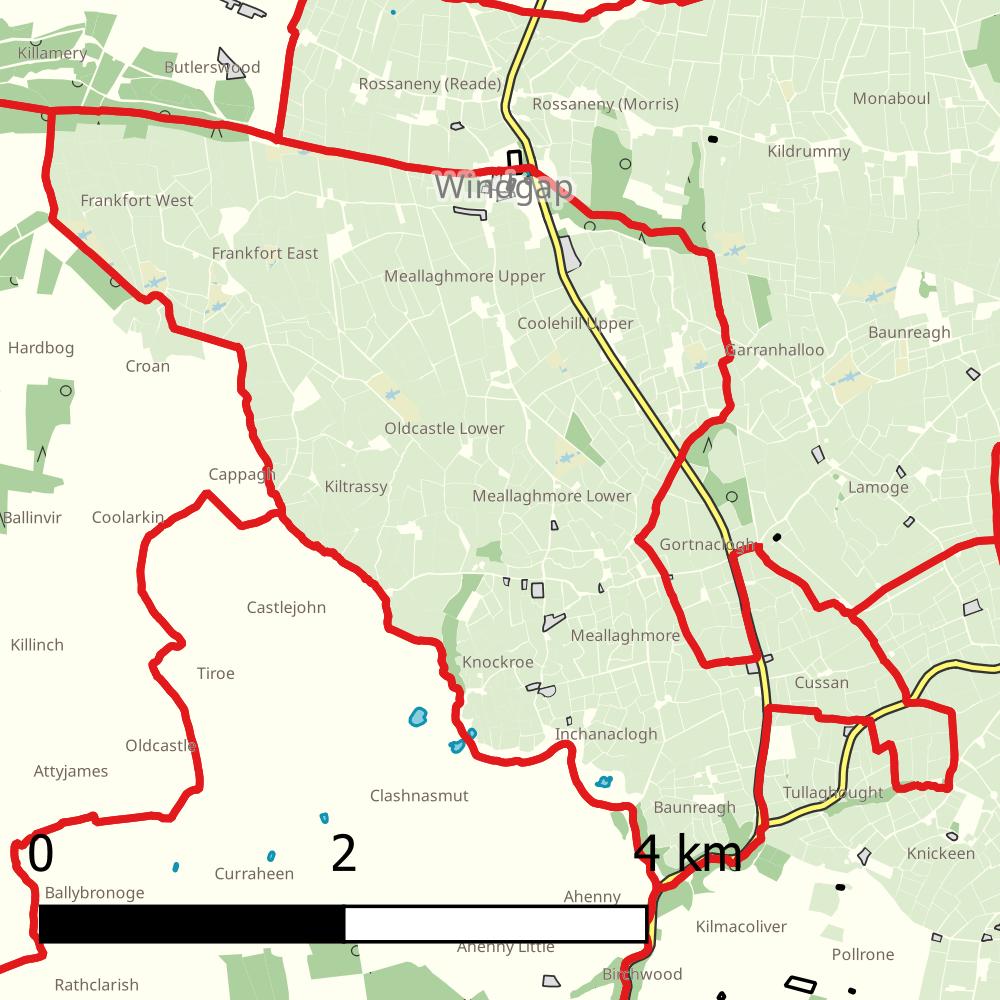 Killamery
Butlerswood
Rossaneny (Reade)
Rossaneny (Morris)
Monaboul
Kildrummy
Windgap
Frankfort West
Frankfort East
Meallaghmore Upper
Coolehill Upper
Baunreagh
Hardbog
Croan
Garranhalloo
Oldcastle Lower
Cappagh
Kiltrassy
Meallaghmore Lower
Lamoge
Ballinvir
Coolarkin
Gortnaclogh
Castlejohn
Killinch
Meallaghmore
Tiroe
Knockroe
Cussan
Oldcastle
Inchanaclogh
Attyjames
Clashnasmut
Baunreagh
Tullaghought
0 2 4 km
Knickeen
Curraheen
Ballybronoge
Ahenny
Kilmacoliver
Ahenny Little
Pollrone
Birchwood
Rathclarish